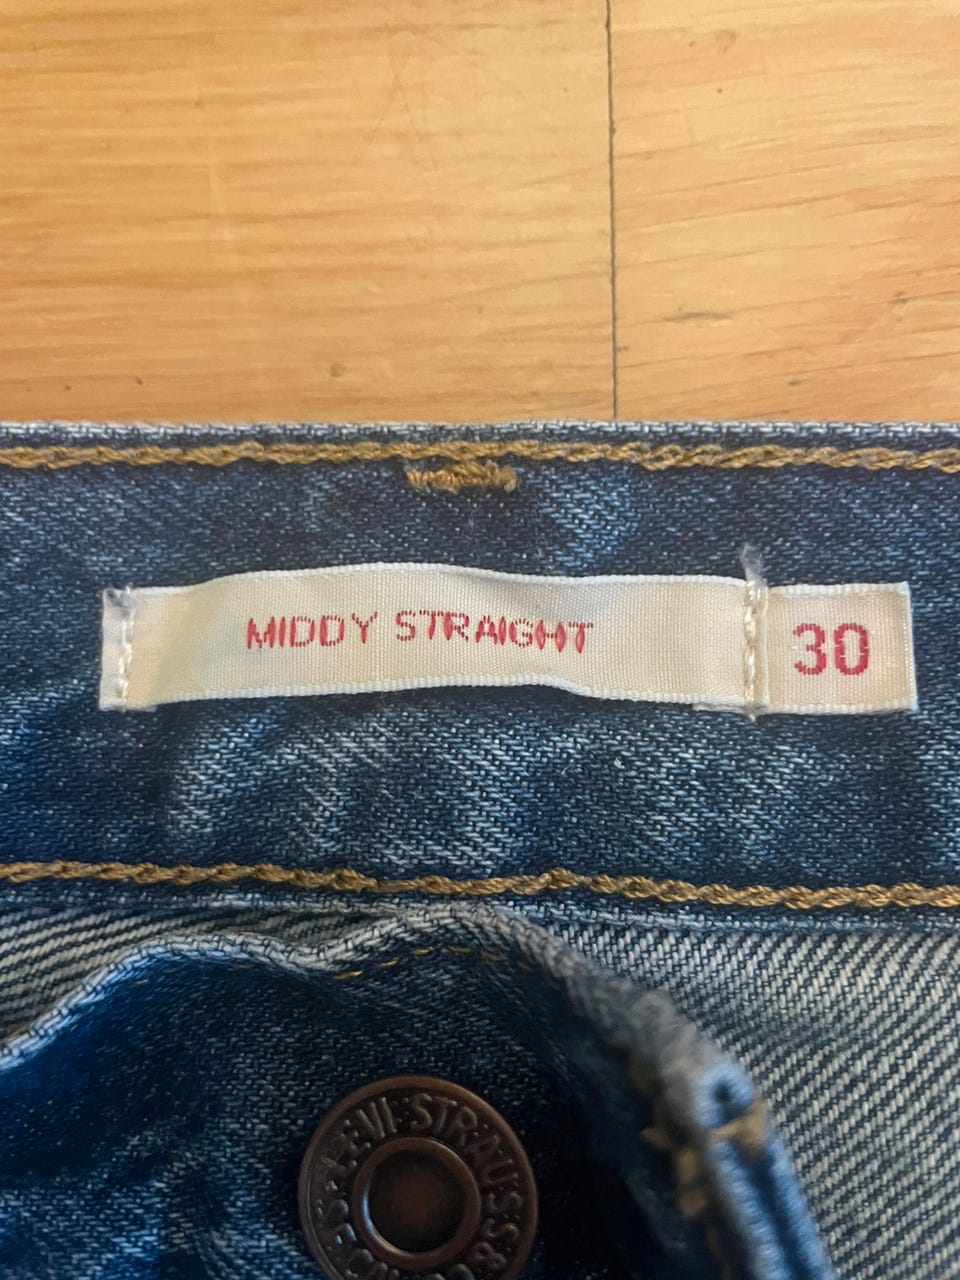 MIDDY STRAIGHT
30
LEVI STRAUSS & C